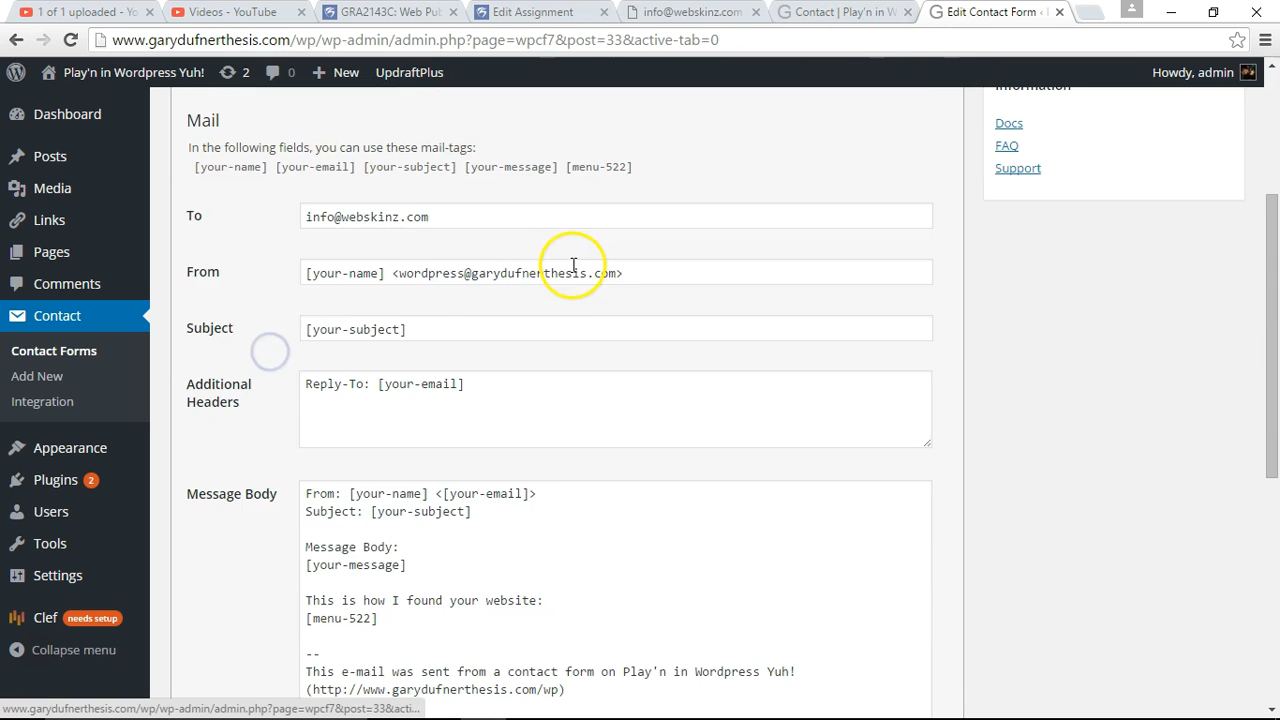 1 of 1 uploaded - YouTube
Videos - YouTube
GRA2143C: Web Pub
Edit Assignment
info@webskinz.com
Contact | Play'n in W
Edit Contact Form ‹
www.garydufnerthesis.com/wp/wp-admin/admin.php?page=wpcf7&post=33&active-tab=0
Play'n in Wordpress Yuh! 2 0 New UpdraftPlus Howdy, admin
Dashboard
Posts
Media
Links
Pages
Comments
Contact
Contact Forms
Add New
Integration
Appearance
Plugins 2
Users
Tools
Settings
Clef needs setup
Collapse menu
Mail
In the following fields, you can use these mail-tags:
[your-name] [your-email] [your-subject] [your-message] [menu-522]
To info@webskinz.com
From [your-name] <wordpress@garydufnerthesis.com>
Subject [your-subject]
Additional Headers
Reply-To: [your-email]
Message Body
From: [your-name] <[your-email]>
Subject: [your-subject]
Message Body:
[your-message]
This is how I found your website:
[menu-522]
--
This e-mail was sent from a contact form on Play'n in Wordpress Yuh!
(http://www.garydufnerthesis.com/wp)
Information
Docs
FAQ
Support
www.garydufnerthesis.com/wp/wp-admin/admin.php?page=wpcf7&post=33&acti...